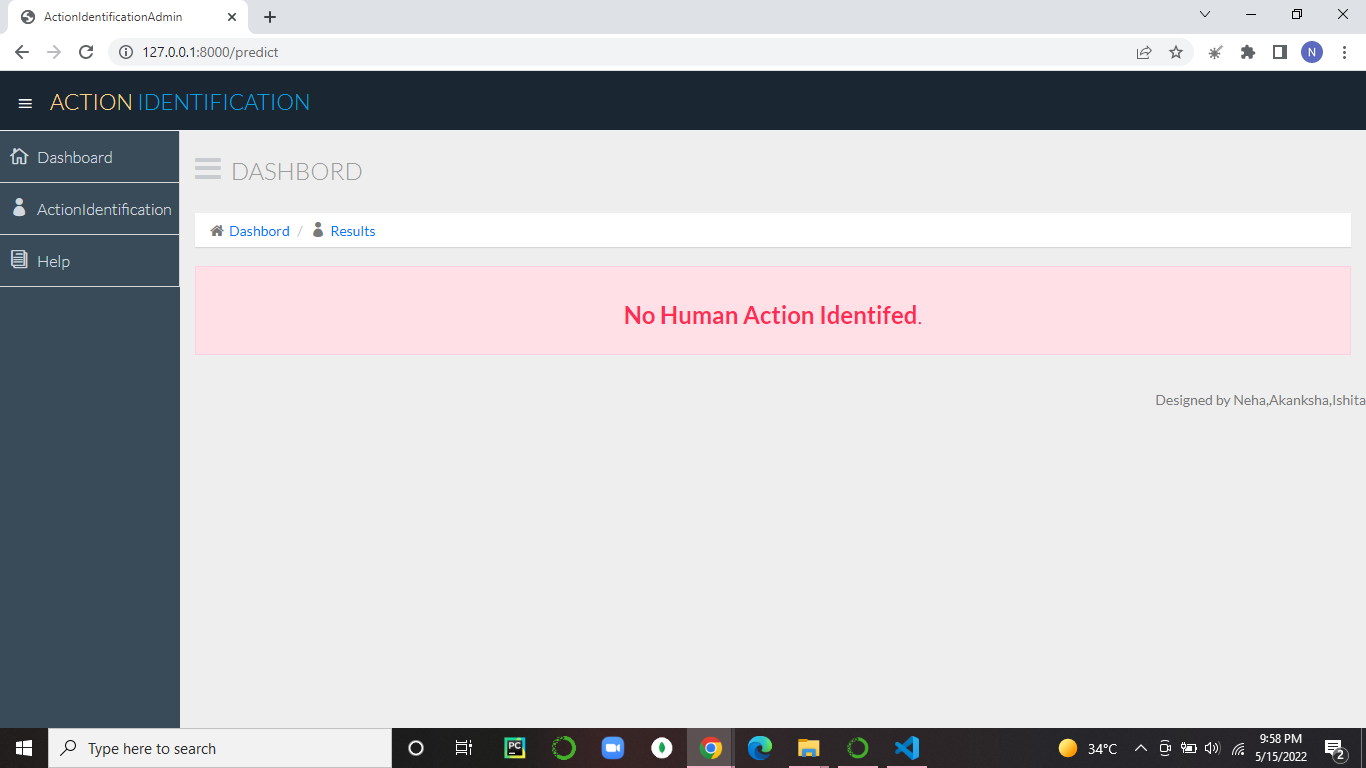 ActionIdentificationAdmin
127.0.0.1:8000/predict
N
ACTION IDENTIFICATION
Dashboard
ActionIdentification
Help
DASHBORD
Dashbord / Results
No Human Action Identifed.
Designed by Neha,Akanksha,Ishita
Type here to search
PC
34°C
9:58 PM
5/15/2022
2